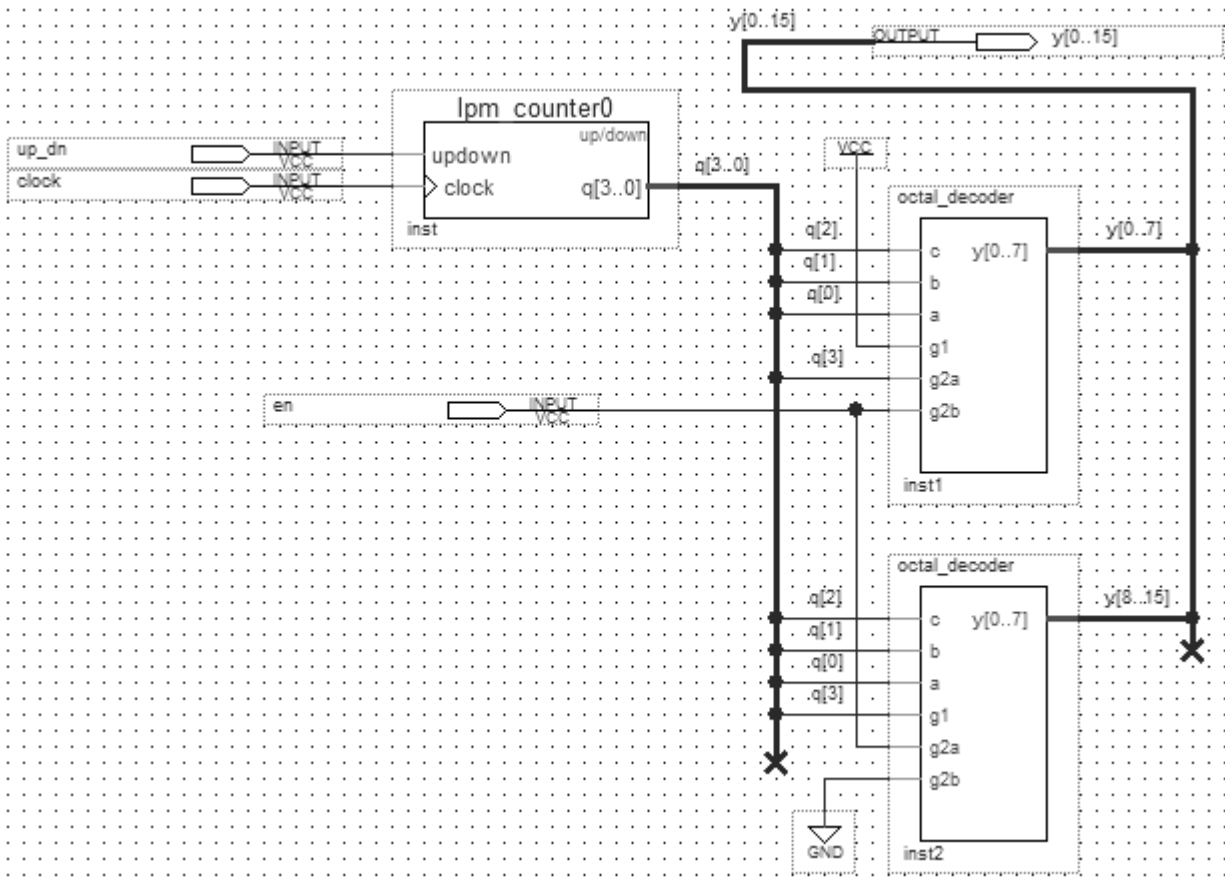 y[0..15]
OUTPUT
y[0..15]
lpm_counter0
up/down
up_dn
INPUT
VCC
updown
clock
INPUT
VCC
clock
q[3..0]
inst
q[3..0]
VCC
octal_decoder
q[2]
c
y[0..7]
y[0..7]
q[1]
b
q[0]
a
g1
q[3]
g2a
en
INPUT
VCC
g2b
inst1
octal_decoder
q[2]
c
y[0..7]
y[8..15]
q[1]
b
q[0]
a
q[3]
g1
g2a
g2b
GND
inst2